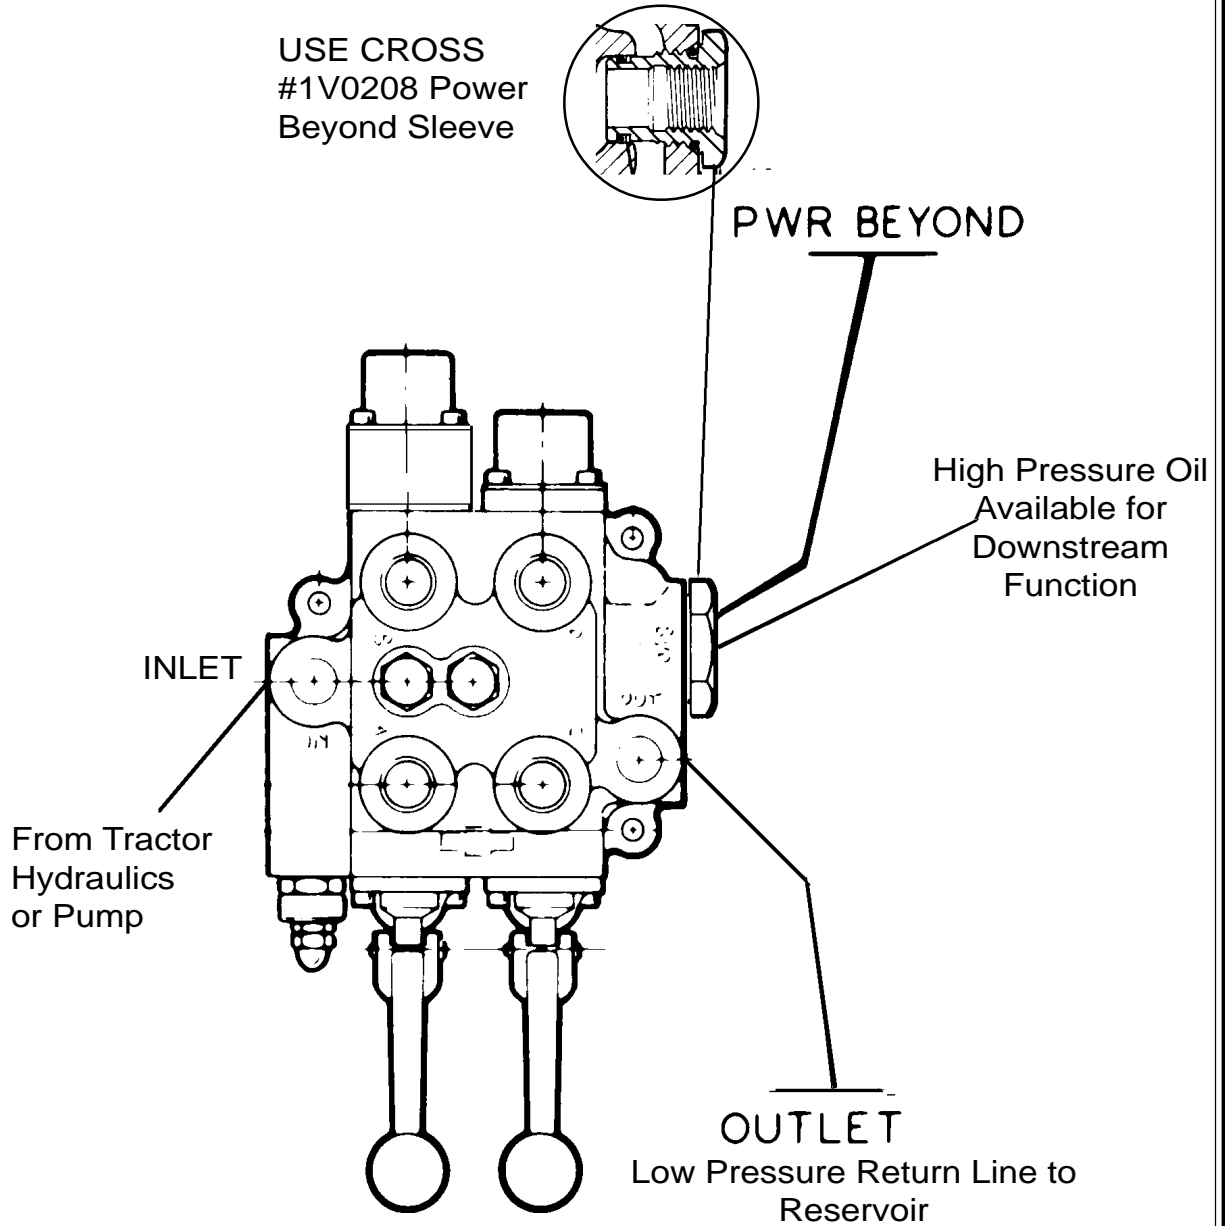 USE CROSS
#1V0208 Power
Beyond Sleeve
PWR BEYOND
High Pressure Oil
Available for
Downstream
Function
INLET
OUT
From Tractor
Hydraulics
or Pump
OUTLET
Low Pressure Return Line to
Reservoir